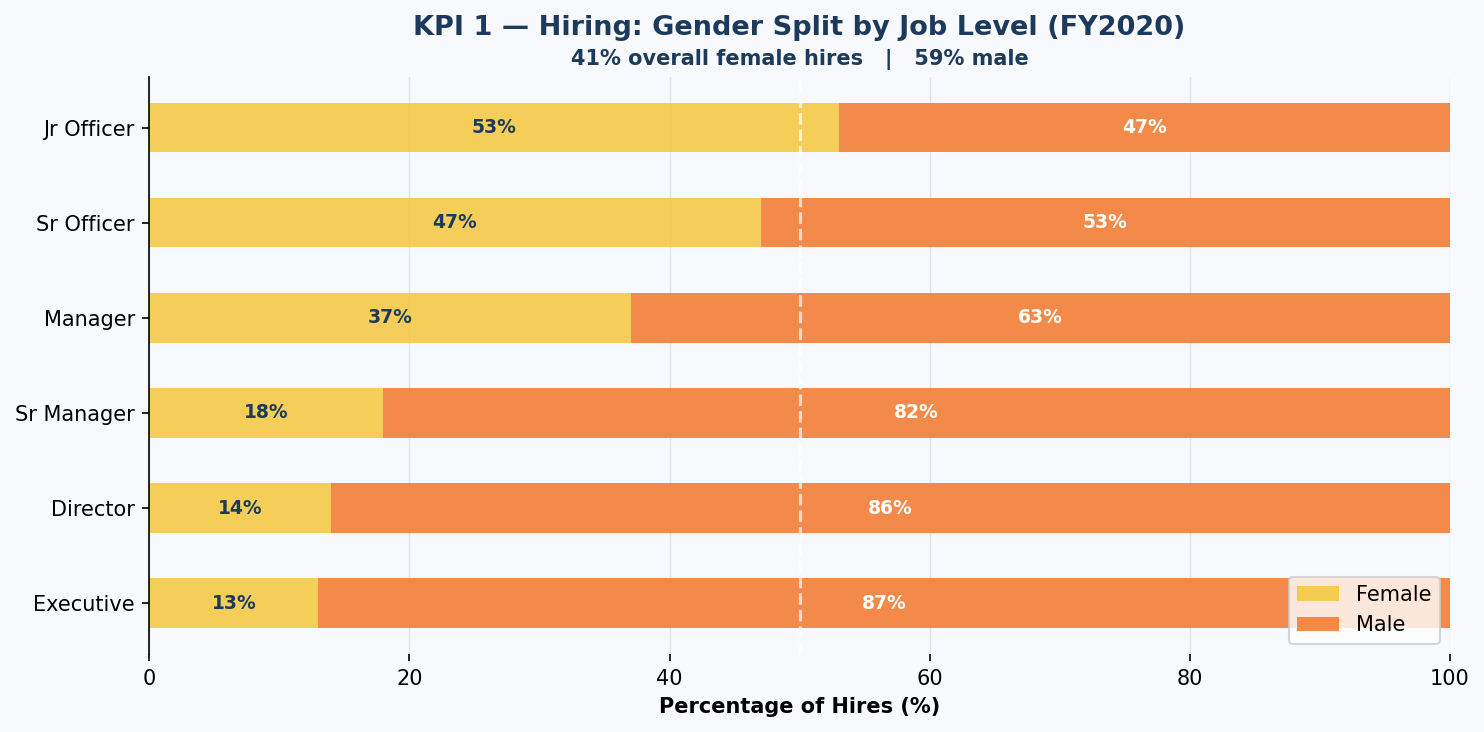 KPI 1 — Hiring: Gender Split by Job Level (FY2020)
41% overall female hires | 59% male
Jr Officer 53% 47%
Sr Officer 47% 53%
Manager 37% 63%
Sr Manager 18% 82%
Director 14% 86%
Executive 13% 87%
Female
Male
0 20 40 60 80 100
Percentage of Hires (%)